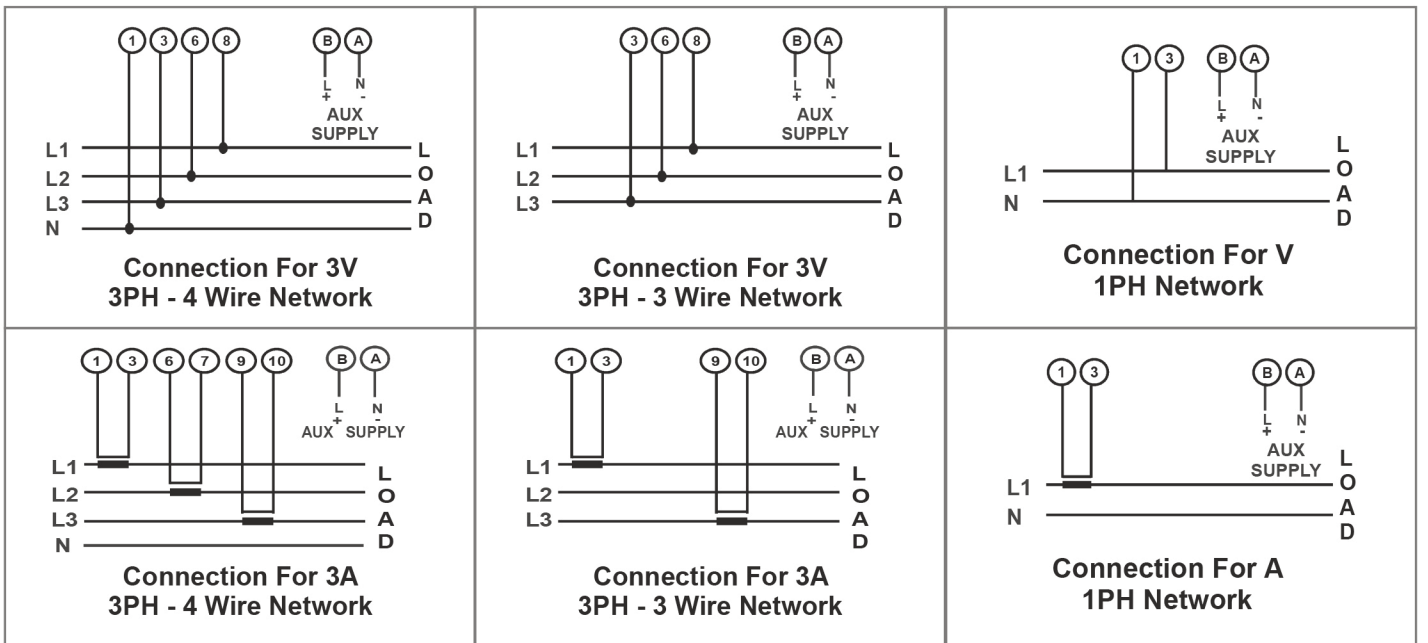 1 3 6 8 B A
L N
+ -
AUX
SUPPLY
L1 L
L2 O
L3 A
N D
Connection For 3V
3PH - 4 Wire Network
3 6 8 B A
L N
+ -
AUX
SUPPLY
L1 L
L2 O
L3 A
D
Connection For 3V
3PH - 3 Wire Network
1 3 B A
L N
+ -
AUX
SUPPLY
L
L1 O
N A
D
Connection For V
1PH Network
1 3 6 7 9 10 B A
L N
+ -
AUX SUPPLY
L1 L
L2 O
L3 A
N D
Connection For 3A
3PH - 4 Wire Network
1 3 9 10 B A
L N
+ -
AUX SUPPLY
L1 L
L2 O
L3 A
D
Connection For 3A
3PH - 3 Wire Network
1 3 B A
L N
+ -
AUX
SUPPLY
L
L1 O
N A
D
Connection For A
1PH Network